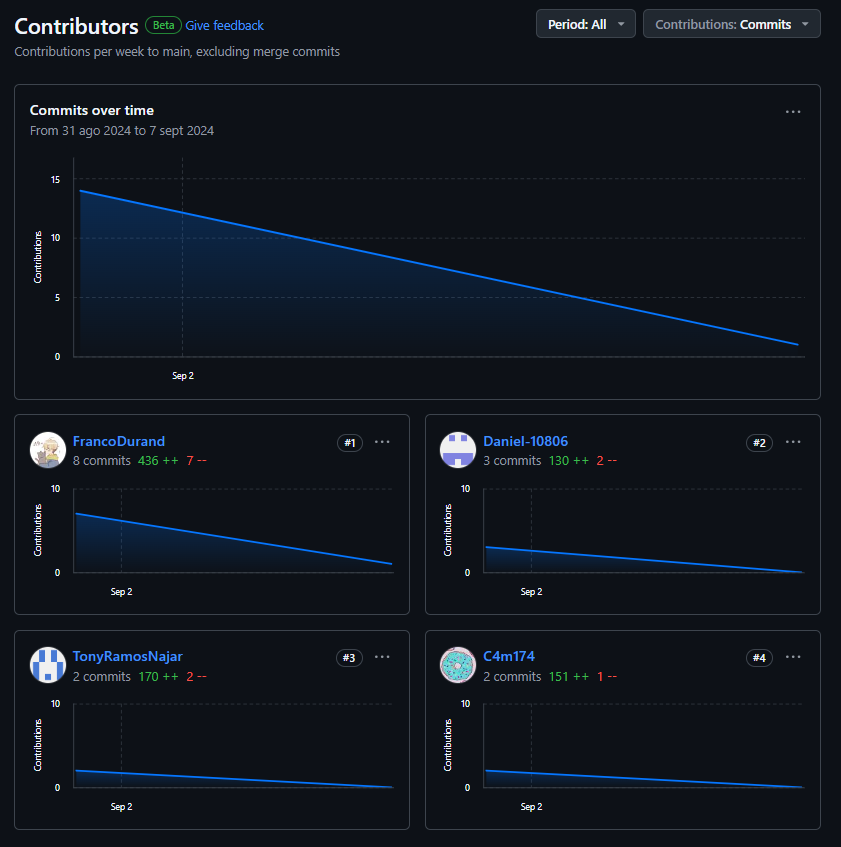 Contributors Beta Give feedback
Period: All
Contributions: Commits
Contributions per week to main, excluding merge commits
Commits over time
From 31 ago 2024 to 7 sept 2024
15
10
5
0
Contributions
Sep 2
FrancoDurand
#1
8 commits 436 ++ 7 --
10
0
Contributions
Sep 2
Daniel-10806
#2
3 commits 130 ++ 2 --
10
0
Contributions
Sep 2
TonyRamosNajar
#3
2 commits 170 ++ 2 --
10
0
Contributions
Sep 2
C4m174
#4
2 commits 151 ++ 1 --
10
0
Contributions
Sep 2